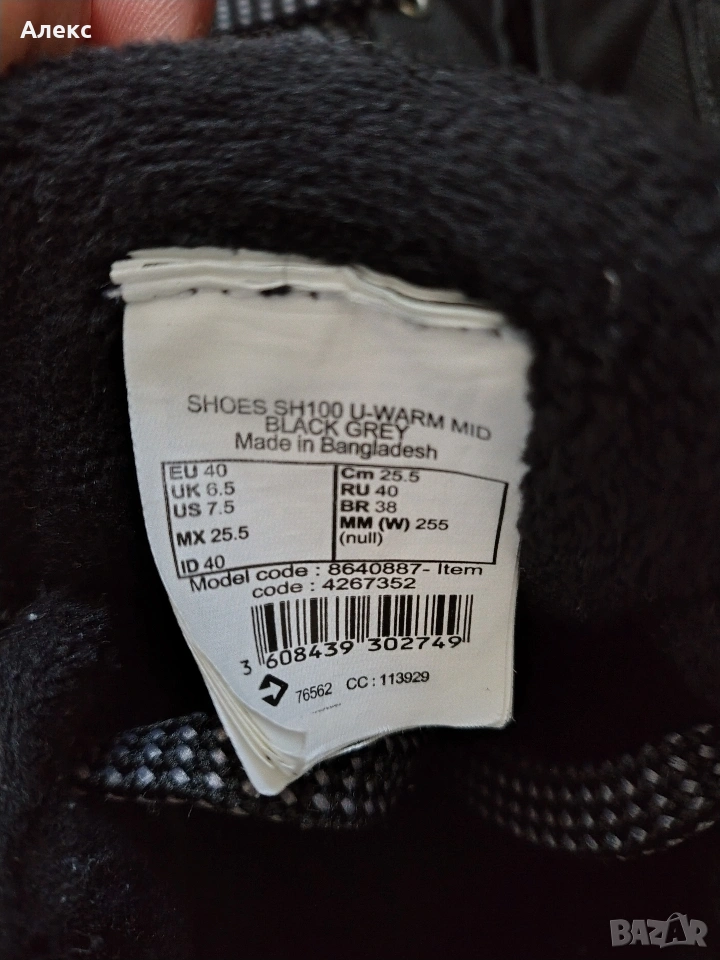 Алекс
SHOES SH100 U-WARM MID
BLACK GREY
Made in Bangladesh
EU 40
UK 6.5
US 7.5
MX 25.5
ID 40
Cm 25.5
RU 40
BR 38
MM (W) 255
(null)
Model code : 8640887- Item
code : 4267352
3 608439 302749
76562 CC : 113929
BAZAR